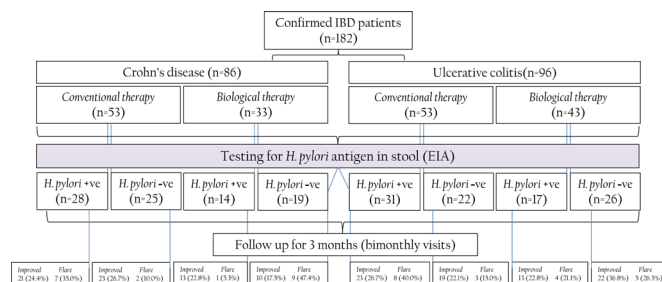 Confirmed IBD patients
(n=182)
Crohn's disease (n=86)
Ulcerative colitis(n=96)
Conventional therapy
(n=53)
Biological therapy
(n=33)
Conventional therapy
(n=53)
Biological therapy
(n=43)
Testing for H. pylori antigen in stool (EIA)
H. pylori +ve
(n=28)
H. pylori -ve
(n=25)
H. pylori +ve
(n=14)
H. pylori -ve
(n=19)
H. pylori +ve
(n=31)
H. pylori -ve
(n=22)
H. pylori +ve
(n=17)
H. pylori -ve
(n=26)
Follow up for 3 months (bimonthly visits)
Improved Flare
21 (24.4%) 7 (35.0%)
Improved Flare
23 (26.7%) 2 (10.0%)
Improved Flare
13 (22.8%) 1 (5.3%)
Improved Flare
10 (17.5%) 9 (47.4%)
Improved Flare
23 (26.7%) 8 (40.0%)
Improved Flare
19 (22.1%) 3 (15.0%)
Improved Flare
13 (22.8%) 4 (21.1%)
Improved Flare
22 (36.8%) 5 (26.3%)